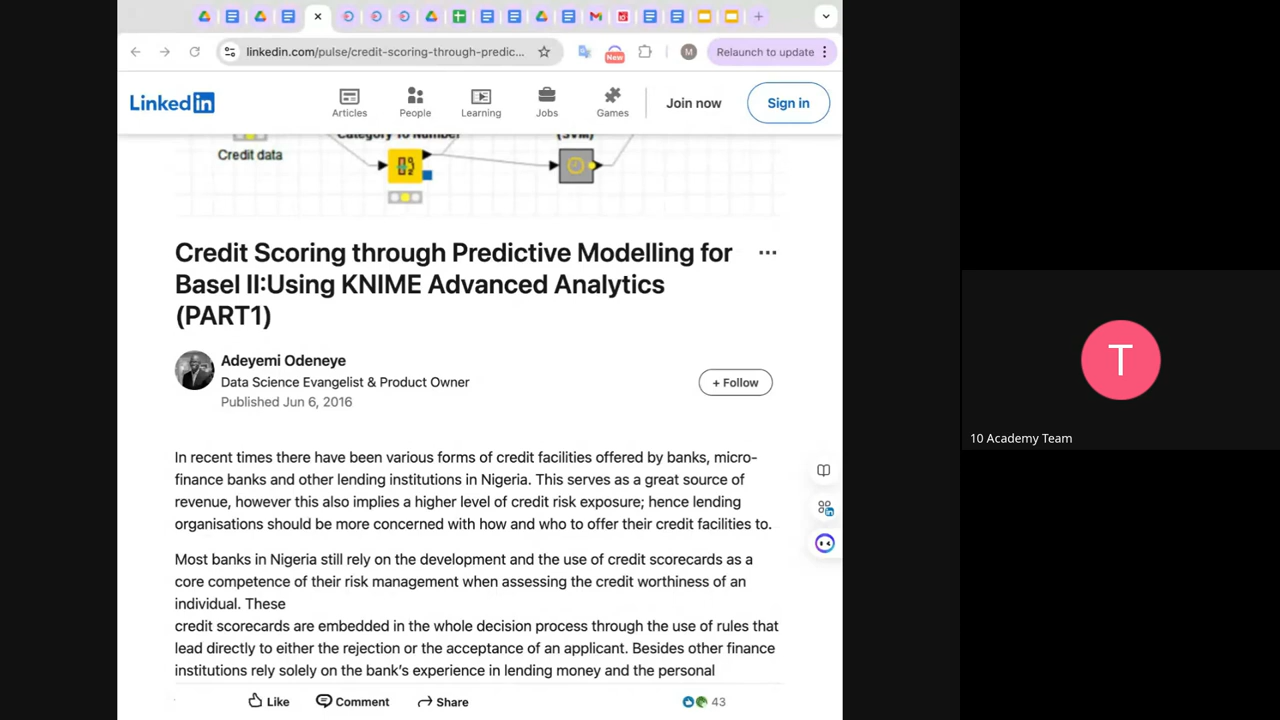 linkedin.com/pulse/credit-scoring-through-predic...
New
M
Relaunch to update
Linkedin
Articles
People
Learning
Jobs
Games
Join now
Sign in
Category To Number
(SVM)
Credit data
Credit Scoring through Predictive Modelling for
Basel II:Using KNIME Advanced Analytics
(PART1)
Adeyemi Odeneye
Data Science Evangelist & Product Owner
Published Jun 6, 2016
+ Follow
In recent times there have been various forms of credit facilities offered by banks, micro-
finance banks and other lending institutions in Nigeria. This serves as a great source of
revenue, however this also implies a higher level of credit risk exposure; hence lending
organisations should be more concerned with how and who to offer their credit facilities to.
Most banks in Nigeria still rely on the development and the use of credit scorecards as a
core competence of their risk management when assessing the credit worthiness of an
individual. These
credit scorecards are embedded in the whole decision process through the use of rules that
lead directly to either the rejection or the acceptance of an applicant. Besides other finance
institutions rely solely on the bank's experience in lending money and the personal
Like
Comment
Share
43
T
10 Academy Team